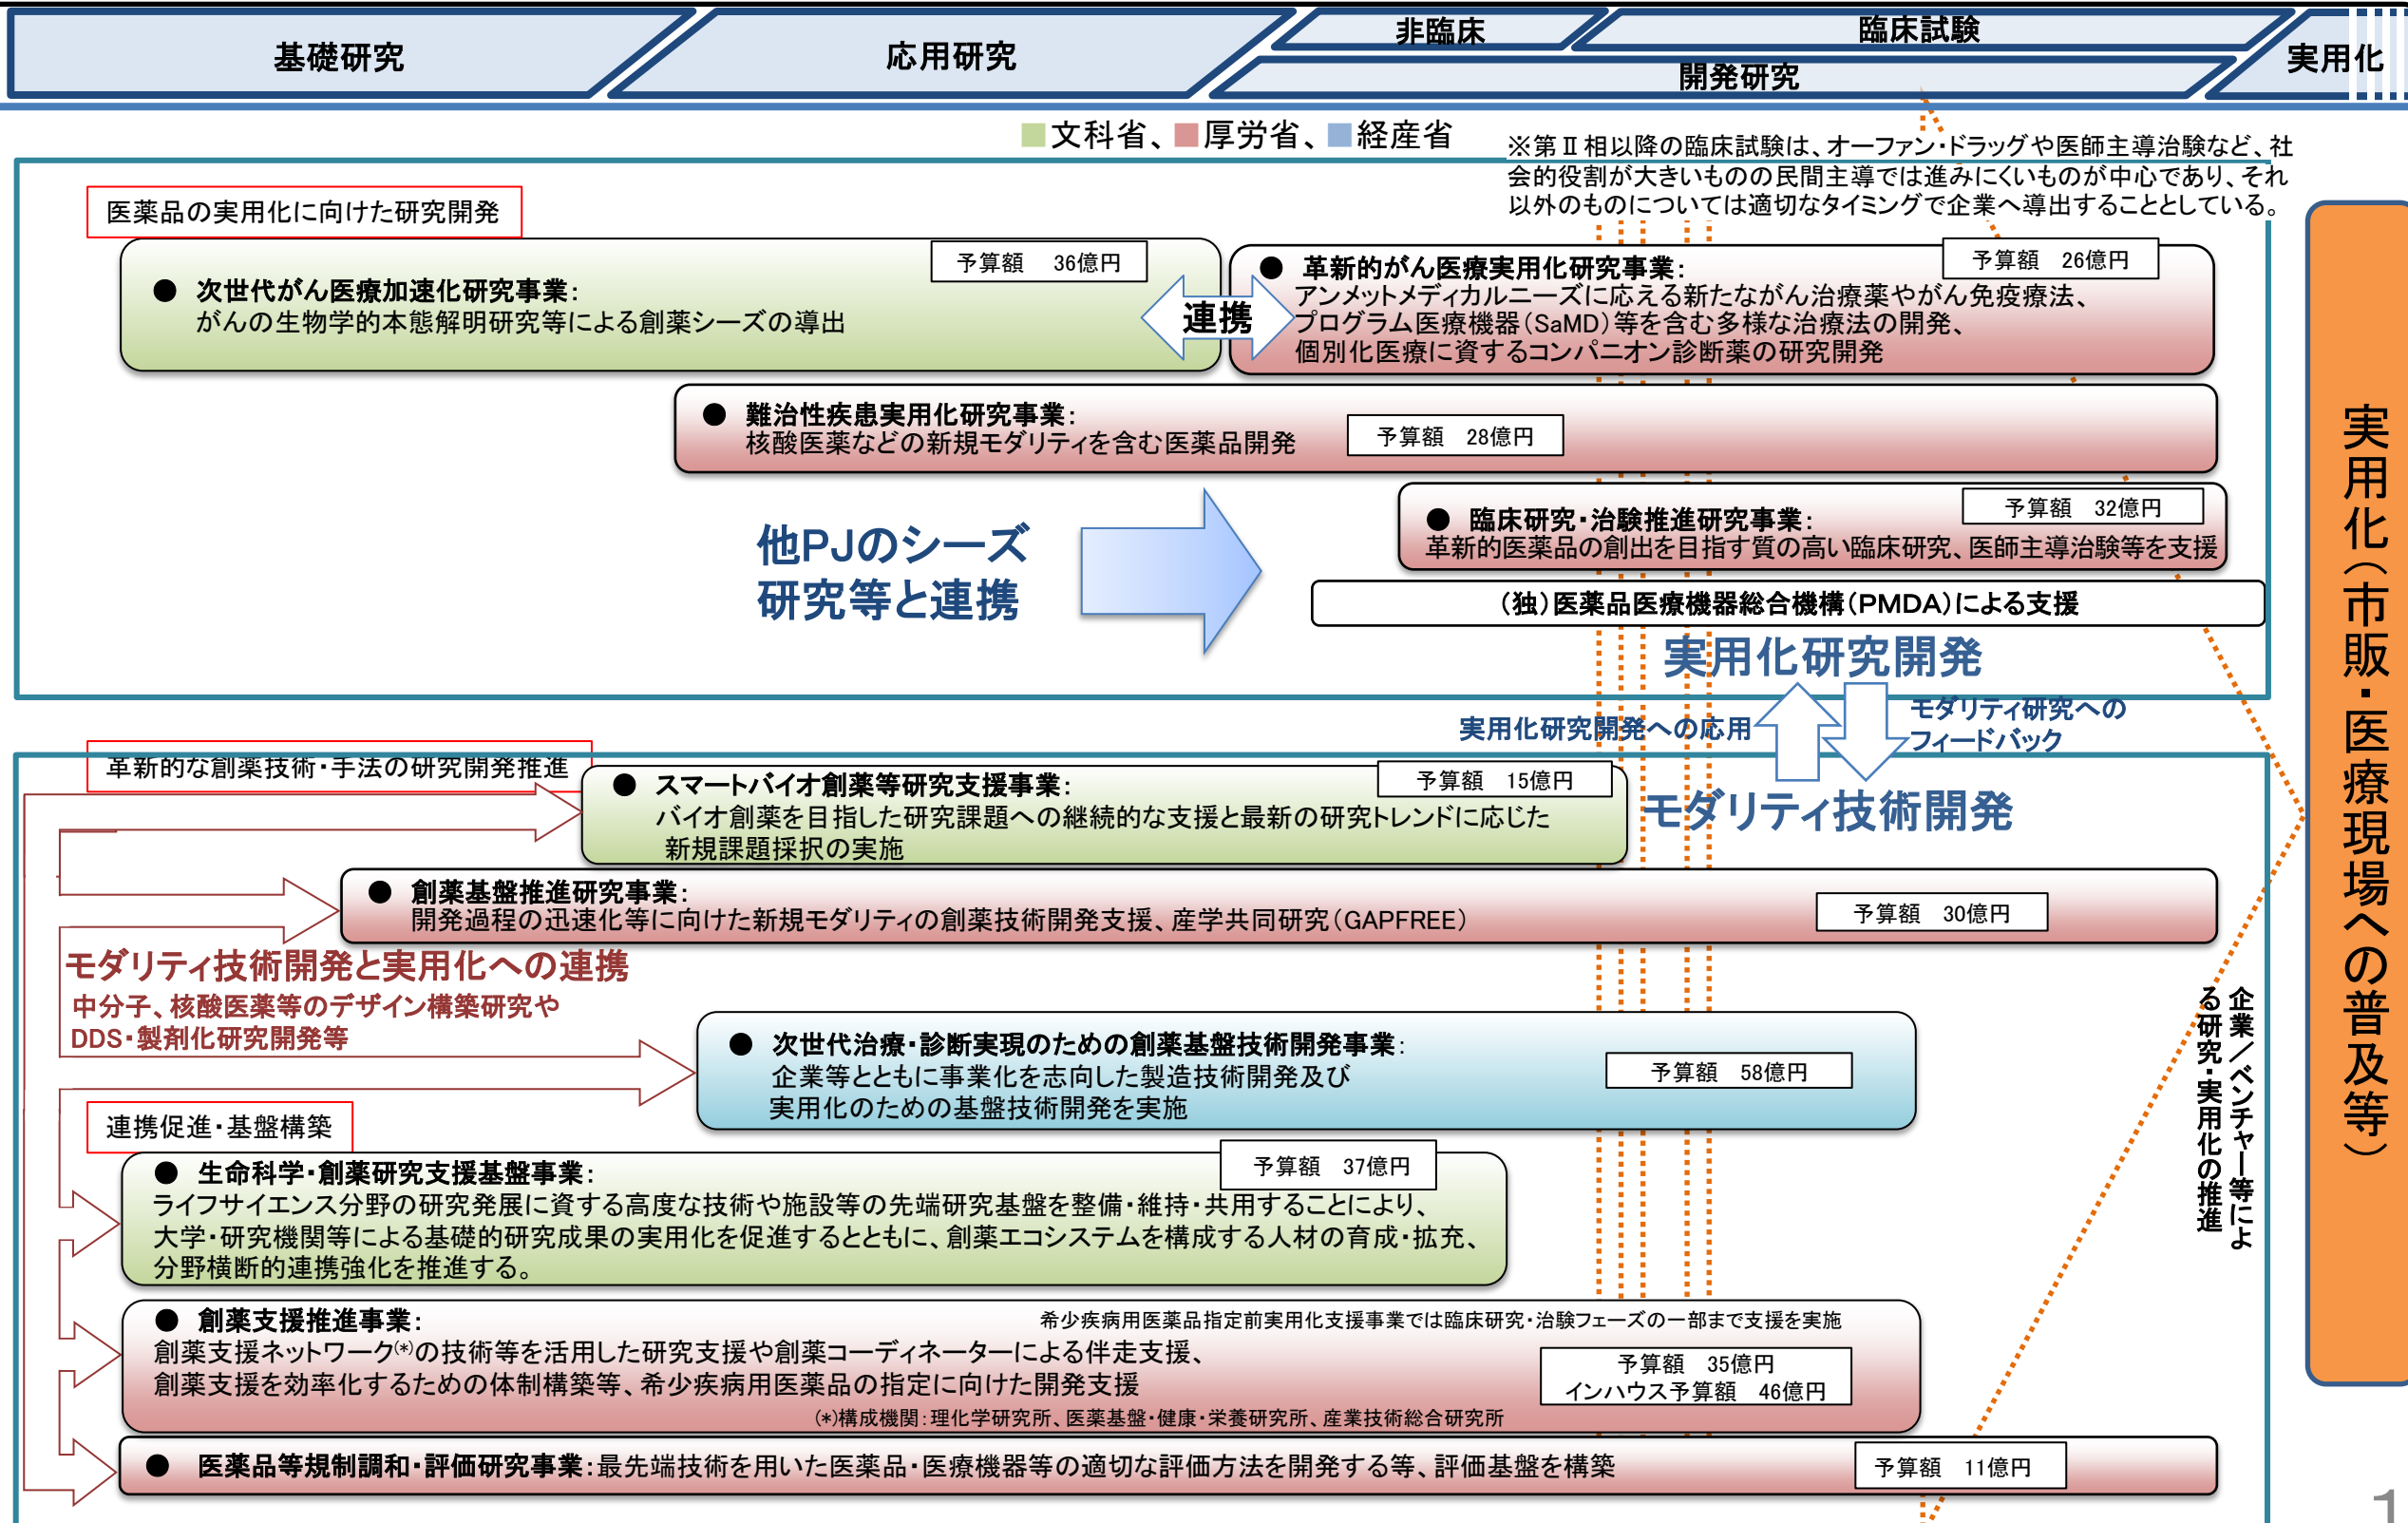 基礎研究
応用研究
非臨床
臨床試験
開発研究
実用化
文科省、厚労省、経産省
※第Ⅱ相以降の臨床試験は、オーファン・ドラッグや医師主導治験など、社
会的役割が大きいものの民間主導では進みにくいものが中心であり、それ
以外のものについては適切なタイミングで企業へ導出することとしている。
医薬品の実用化に向けた研究開発
予算額 36億円
● 次世代がん医療加速化研究事業:
がんの生物学的本態解明研究等による創薬シーズの導出
連携
予算額 26億円
● 革新的がん医療実用化研究事業:
アンメットメディカルニーズに応える新たながん治療薬やがん免疫療法、
プログラム医療機器(SaMD)等を含む多様な治療法の開発、
個別化医療に資するコンパニオン診断薬の研究開発
● 難治性疾患実用化研究事業:
核酸医薬などの新規モダリティを含む医薬品開発
予算額 28億円
他PJのシーズ
研究等と連携
予算額 32億円
● 臨床研究・治験推進研究事業:
革新的医薬品の創出を目指す質の高い臨床研究、医師主導治験等を支援
(独)医薬品医療機器総合機構(PMDA)による支援
実用化研究開発
実用化研究開発への応用
モダリティ研究への
フィードバック
モダリティ技術開発
革新的な創薬技術・手法の研究開発推進
予算額 15億円
● スマートバイオ創薬等研究支援事業:
バイオ創薬を目指した研究課題への継続的な支援と最新の研究トレンドに応じた
新規課題採択の実施
● 創薬基盤推進研究事業:
開発過程の迅速化等に向けた新規モダリティの創薬技術開発支援、産学共同研究(GAPFREE)
予算額 30億円
モダリティ技術開発と実用化への連携
中分子、核酸医薬等のデザイン構築研究や
DDS・製剤化研究開発等
● 次世代治療・診断実現のための創薬基盤技術開発事業:
企業等とともに事業化を志向した製造技術開発及び
実用化のための基盤技術開発を実施
予算額 58億円
連携促進・基盤構築
予算額 37億円
● 生命科学・創薬研究支援基盤事業:
ライフサイエンス分野の研究発展に資する高度な技術や施設等の先端研究基盤を整備・維持・共用することにより、
大学・研究機関等による基礎的研究成果の実用化を促進するとともに、創薬エコシステムを構成する人材の育成・拡充、
分野横断的連携強化を推進する。
● 創薬支援推進事業:
希少疾病用医薬品指定前実用化支援事業では臨床研究・治験フェーズの一部まで支援を実施
創薬支援ネットワーク(*)の技術等を活用した研究支援や創薬コーディネーターによる伴走支援、
創薬支援を効率化するための体制構築等、希少疾病用医薬品の指定に向けた開発支援
予算額 35億円
インハウス予算額 46億円
(*)構成機関:理化学研究所、医薬基盤・健康・栄養研究所、産業技術総合研究所
● 医薬品等規制調和・評価研究事業:最先端技術を用いた医薬品・医療機器等の適切な評価方法を開発する等、評価基盤を構築
予算額 11億円
企業/ベンチャー等によ
る研究・実用化の推進
実用化(市販・医療現場への普及等)
1